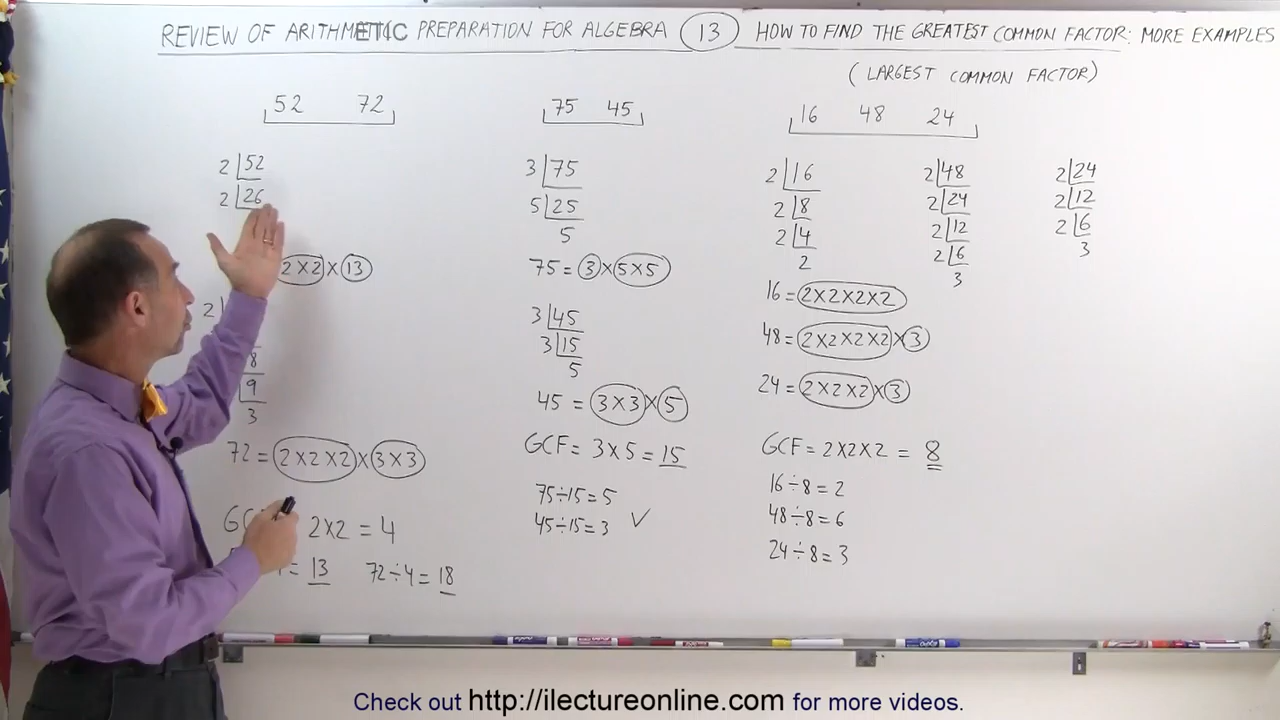 REVIEW OF ARITHMETIC PREPARATION FOR ALGEBRA 13 HOW TO FIND THE GREATEST COMMON FACTOR: MORE EXAMPLES
(LARGEST COMMON FACTOR)
52 72
2 52
2 26
2×2)×13
2
8
9
3
72 = 2×2×2×3×3
GC 2×2 = 4
= 13 72÷4 = 18
75 45
3 75
5 25
5
75 = 3×5×5
3 45
3 15
5
45 = 3×3×5
GCF = 3×5 = 15
75÷15 = 5
45÷15 = 3 ✓
16 48 24
2 16
2 8
2 4
2
2 48
2 24
2 12
2 6
3
2 24
2 12
2 6
3
16 = 2×2×2×2
48 = 2×2×2×2×3
24 = 2×2×2×3
GCF = 2×2×2 = 8
16÷8 = 2
48÷8 = 6
24÷8 = 3
Check out http://ilectureonline.com for more videos.